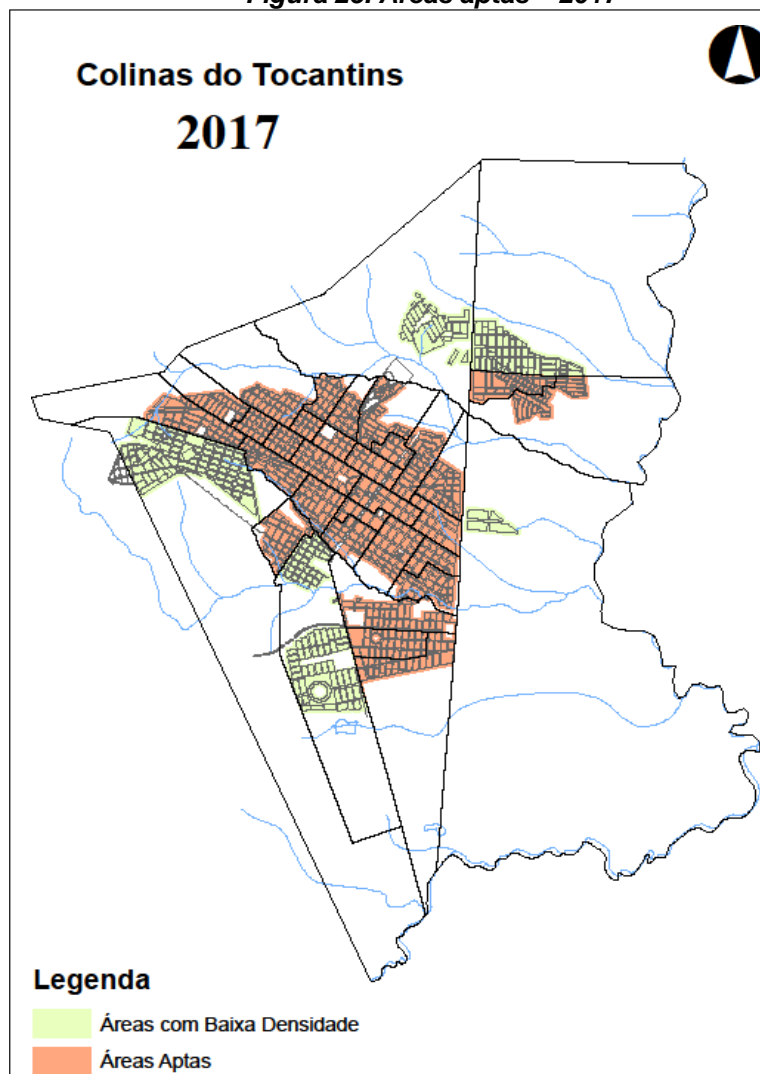 Colinas do Tocantins
2017
Legenda
Áreas com Baixa Densidade
Áreas Aptas